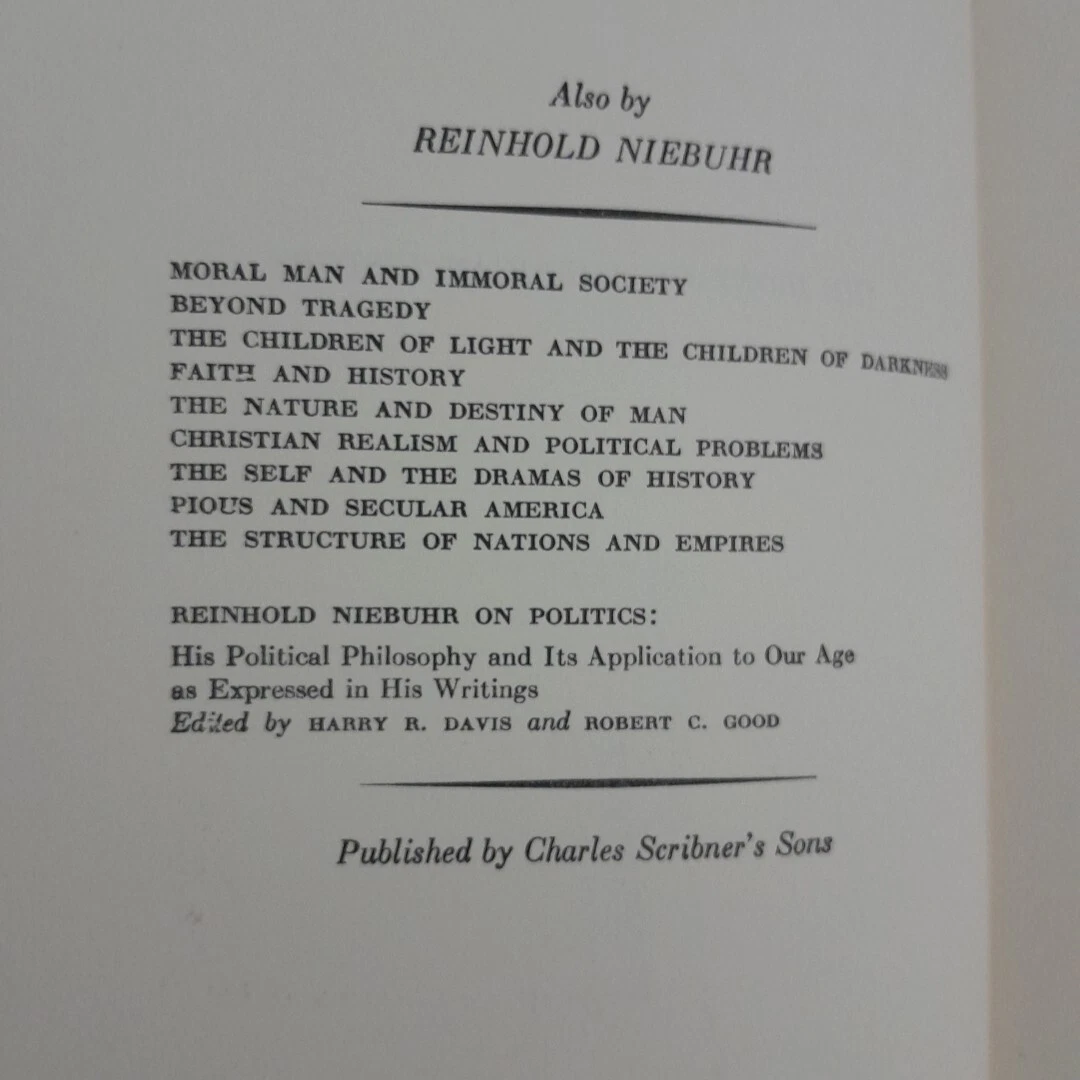 Also by
REINHOLD NIEBUHR
MORAL MAN AND IMMORAL SOCIETY
BEYOND TRAGEDY
THE CHILDREN OF LIGHT AND THE CHILDREN OF DARKNESS
FAITH AND HISTORY
THE NATURE AND DESTINY OF MAN
CHRISTIAN REALISM AND POLITICAL PROBLEMS
THE SELF AND THE DRAMAS OF HISTORY
PIOUS AND SECULAR AMERICA
THE STRUCTURE OF NATIONS AND EMPIRES
REINHOLD NIEBUHR ON POLITICS:
His Political Philosophy and Its Application to Our Age
as Expressed in His Writings
Edited by HARRY R. DAVIS and ROBERT C. GOOD
Published by Charles Scribner's Sons